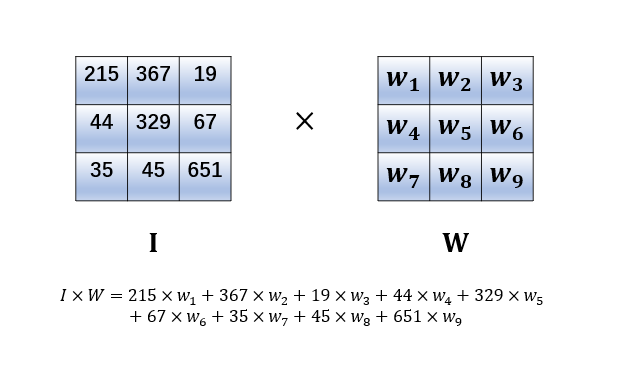 215 367 19
44 329 67
35 45 651
×
w₁ w₂ w₃
w₄ w₅ w₆
w₇ w₈ w₉
I
W
I × W = 215 × w₁ + 367 × w₂ + 19 × w₃ + 44 × w₄ + 329 × w₅
+ 67 × w₆ + 35 × w₇ + 45 × w₈ + 651 × w₉